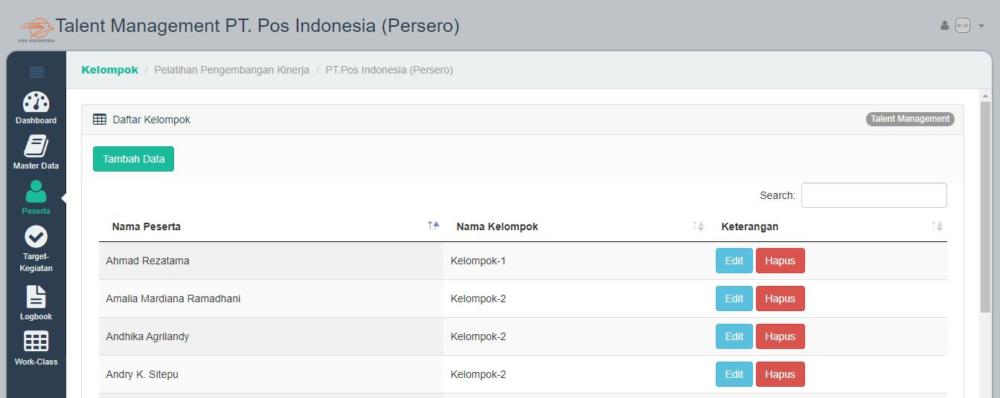 Talent Management PT. Pos Indonesia (Persero)
POS INDONESIA
Kelompok / Pelatihan Pengembangan Kinerja / PT.Pos Indonesia (Persero)
Dashboard
Master Data
Peserta
Target-
Kegiatan
Logbook
Work-Class
Daftar Kelompok
Talent Management
Tambah Data
Search:
Nama Peserta Nama Kelompok Keterangan
Ahmad Rezatama Kelompok-1 Edit Hapus
Amalia Mardiana Ramadhani Kelompok-2 Edit Hapus
Andhika Agrilandy Kelompok-2 Edit Hapus
Andry K. Sitepu Kelompok-2 Edit Hapus